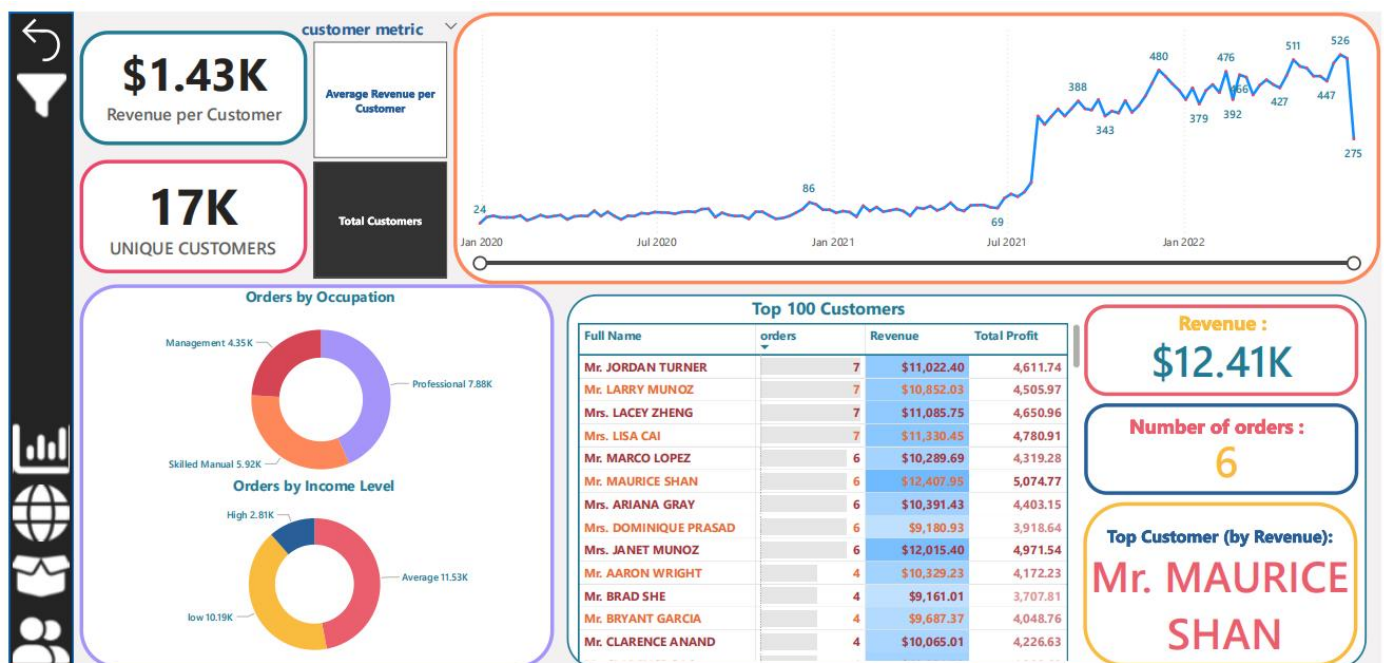 customer metric
$1.43K
Revenue per Customer
17K
UNIQUE CUSTOMERS
Average Revenue per
Customer
Total Customers
24
86
69
388
343
480
379
476
392
466
427
511
447
526
275
Jan 2020
Jul 2020
Jan 2021
Jul 2021
Jan 2022
Orders by Occupation
Management 4.35K
Professional 7.88K
Skilled Manual 5.92K
Orders by Income Level
High 2.81K
Average 11.53K
low 10.19K
Top 100 Customers
Full Name orders Revenue Total Profit
Mr. JORDAN TURNER 7 $11,022.40 4,611.74
Mr. LARRY MUNOZ 7 $10,852.03 4,505.97
Mrs. LACEY ZHENG 7 $11,085.75 4,650.96
Mrs. LISA CAI 7 $11,330.45 4,780.91
Mr. MARCO LOPEZ 6 $10,289.69 4,319.28
Mr. MAURICE SHAN 6 $12,407.95 5,074.77
Mrs. ARIANA GRAY 6 $10,391.43 4,403.15
Mrs. DOMINIQUE PRASAD 6 $9,180.93 3,918.64
Mrs. JANET MUNOZ 6 $12,015.40 4,971.54
Mr. AARON WRIGHT 4 $10,329.23 4,172.23
Mr. BRAD SHE 4 $9,161.01 3,707.81
Mr. BRYANT GARCIA 4 $9,687.37 4,048.76
Mr. CLARENCE ANAND 4 $10,065.01 4,226.63
Revenue :
$12.41K
Number of orders :
6
Top Customer (by Revenue):
Mr. MAURICE
SHAN